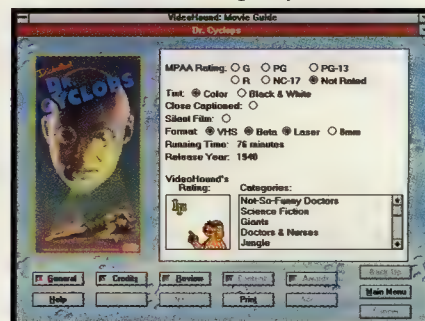 VideoHound: Movie Guide
Dr. Cyclops
DR. CYCLOPS
MPAA Rating: G PG PG-13
R NC-17 Not Rated
Tint: Color Black & White
Close Captioned:
Silent Film:
Format VHS Beta Laser 8mm
Running Time: 76 minutes
Release Year: 1940
VideoHound's
Rating:
Categories:
Not-So-Funny Doctors
Science Fiction
Giants
Doctors & Nurses
Jungle
General Credits Review Awards
Back Up
Help Print Main Menu